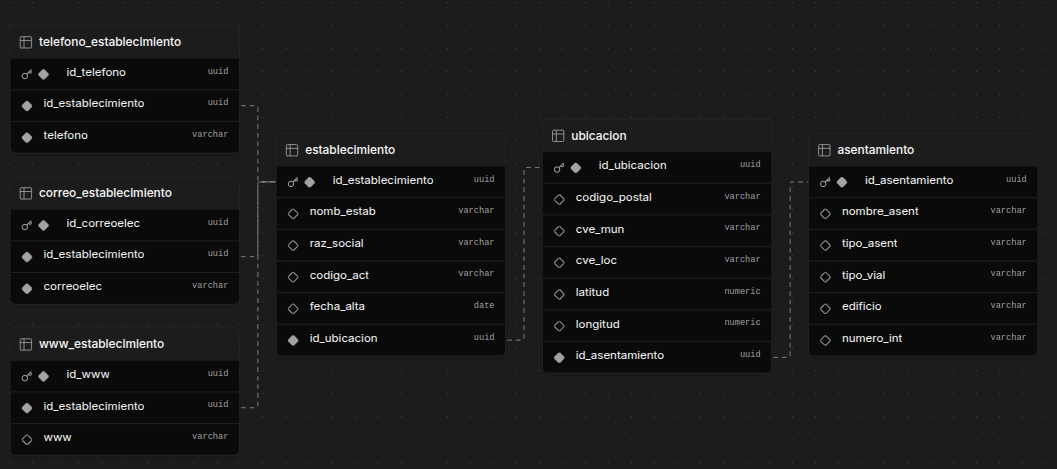 telefono_establecimiento
id_telefono uuid
id_establecimiento uuid
telefono varchar
correo_establecimiento
id_correoelec uuid
id_establecimiento uuid
correoelec varchar
www_establecimiento
id_www uuid
id_establecimiento uuid
www varchar
establecimiento
id_establecimiento uuid
nomb_estab varchar
raz_social varchar
codigo_act varchar
fecha_alta date
id_ubicacion uuid
ubicacion
id_ubicacion uuid
codigo_postal varchar
cve_mun varchar
cve_loc varchar
latitud numeric
longitud numeric
id_asentamiento uuid
asentamiento
id_asentamiento uuid
nombre_asent varchar
tipo_asent varchar
tipo_vial varchar
edificio varchar
numero_int varchar